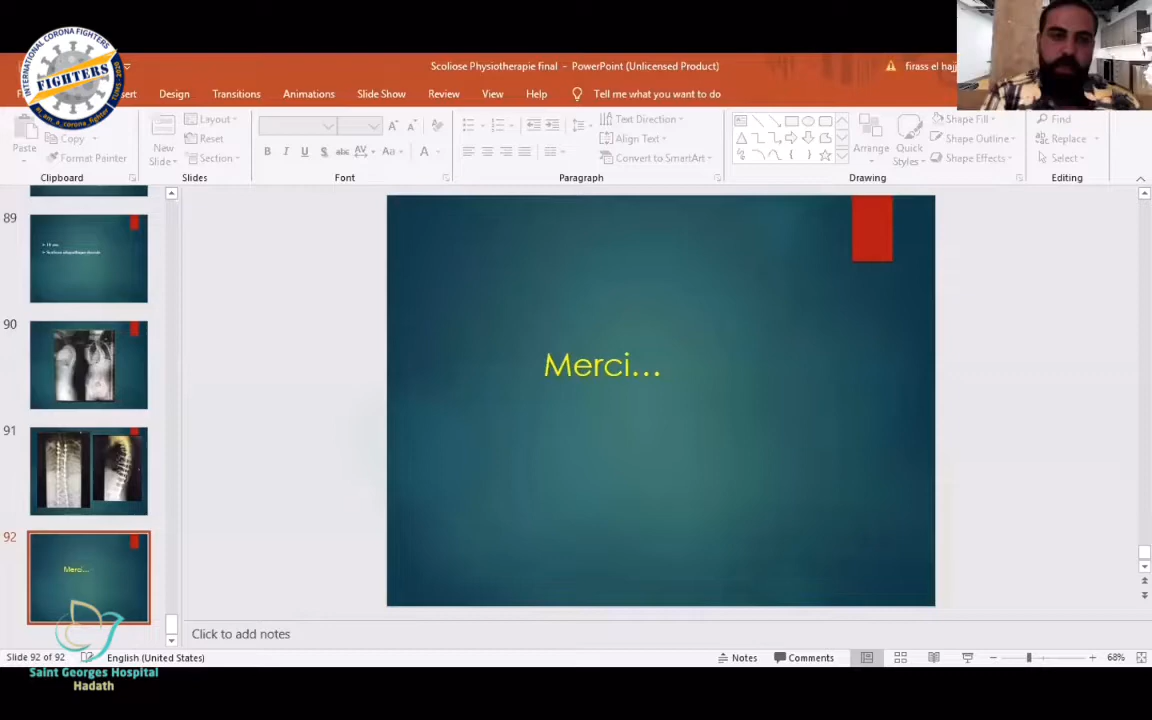 INTERNATIONAL CORONA FIGHTERS
FIGHTERS
Scoliose Physiotherapie final - PowerPoint (Unlicensed Product)
firass el hajj
Design
Transitions
Animations
Slide Show
Review
View
Help
Tell me what you want to do
Paste
Copy
Format Painter
Clipboard
New
Slide
Layout
Reset
Section
Slides
B I U S abc AV Aa A
Font
Text Direction
Align Text
Convert to SmartArt
Paragraph
Arrange
Quick
Styles
Shape Fill
Shape Outline
Shape Effects
Drawing
Find
Replace
Select
Editing
89
90
91
92
Merci...
Merci...
Click to add notes
Slide 92 of 92
English (United States)
Notes
Comments
68%
Saint Georges Hospital
Hadath